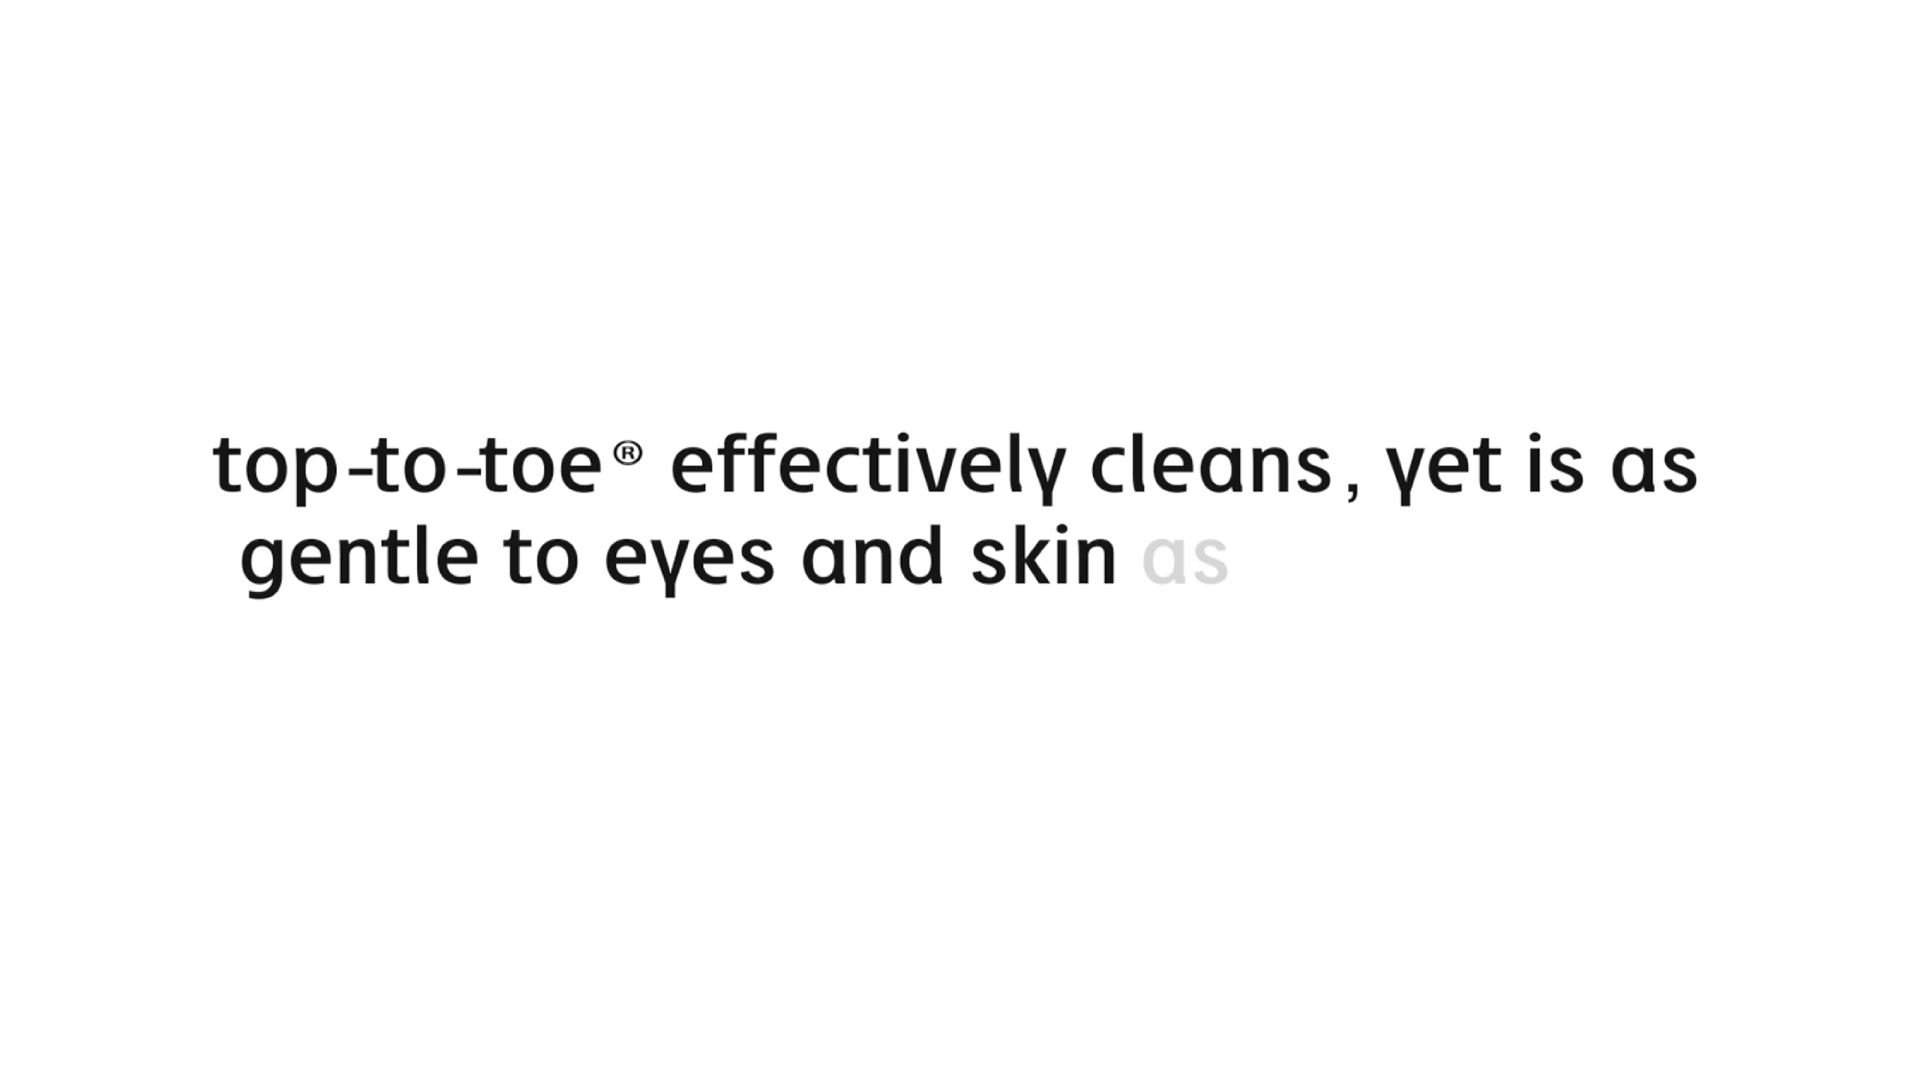 top-to-toe® effectively cleans, yet is as
gentle to eyes and skin as